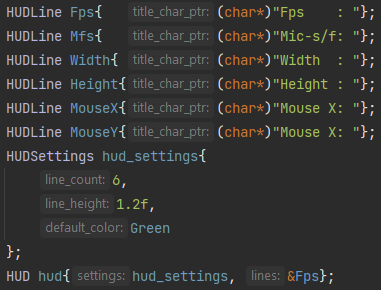 HUDLine Fps{    title_char_ptr: (char*)"Fps    : "};
HUDLine Mfs{    title_char_ptr: (char*)"Mic-s/f: "};
HUDLine Width{  title_char_ptr: (char*)"Width  : "};
HUDLine Height{ title_char_ptr: (char*)"Height : "};
HUDLine MouseX{ title_char_ptr: (char*)"Mouse X: "};
HUDLine MouseY{ title_char_ptr: (char*)"Mouse X: "};
HUDSettings hud_settings{
    line_count: 6,
    line_height: 1.2f,
    default_color: Green
};
HUD hud{ settings: hud_settings, lines: &Fps};